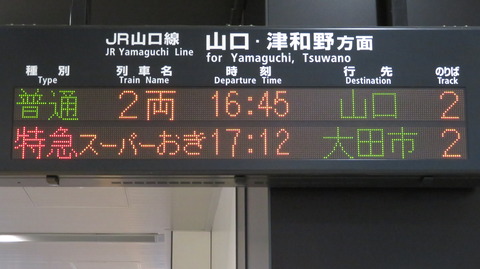 JR山口線 山口・津和野方面
JR Yamaguchi Line for Yamaguchi, Tsuwano
種別 列車名 時刻 行先 のりば
Type Train Name Departure Time Destination Track
普通 2両 16:45 山口 2
特急 スーパーおき 17:12 大田市 2